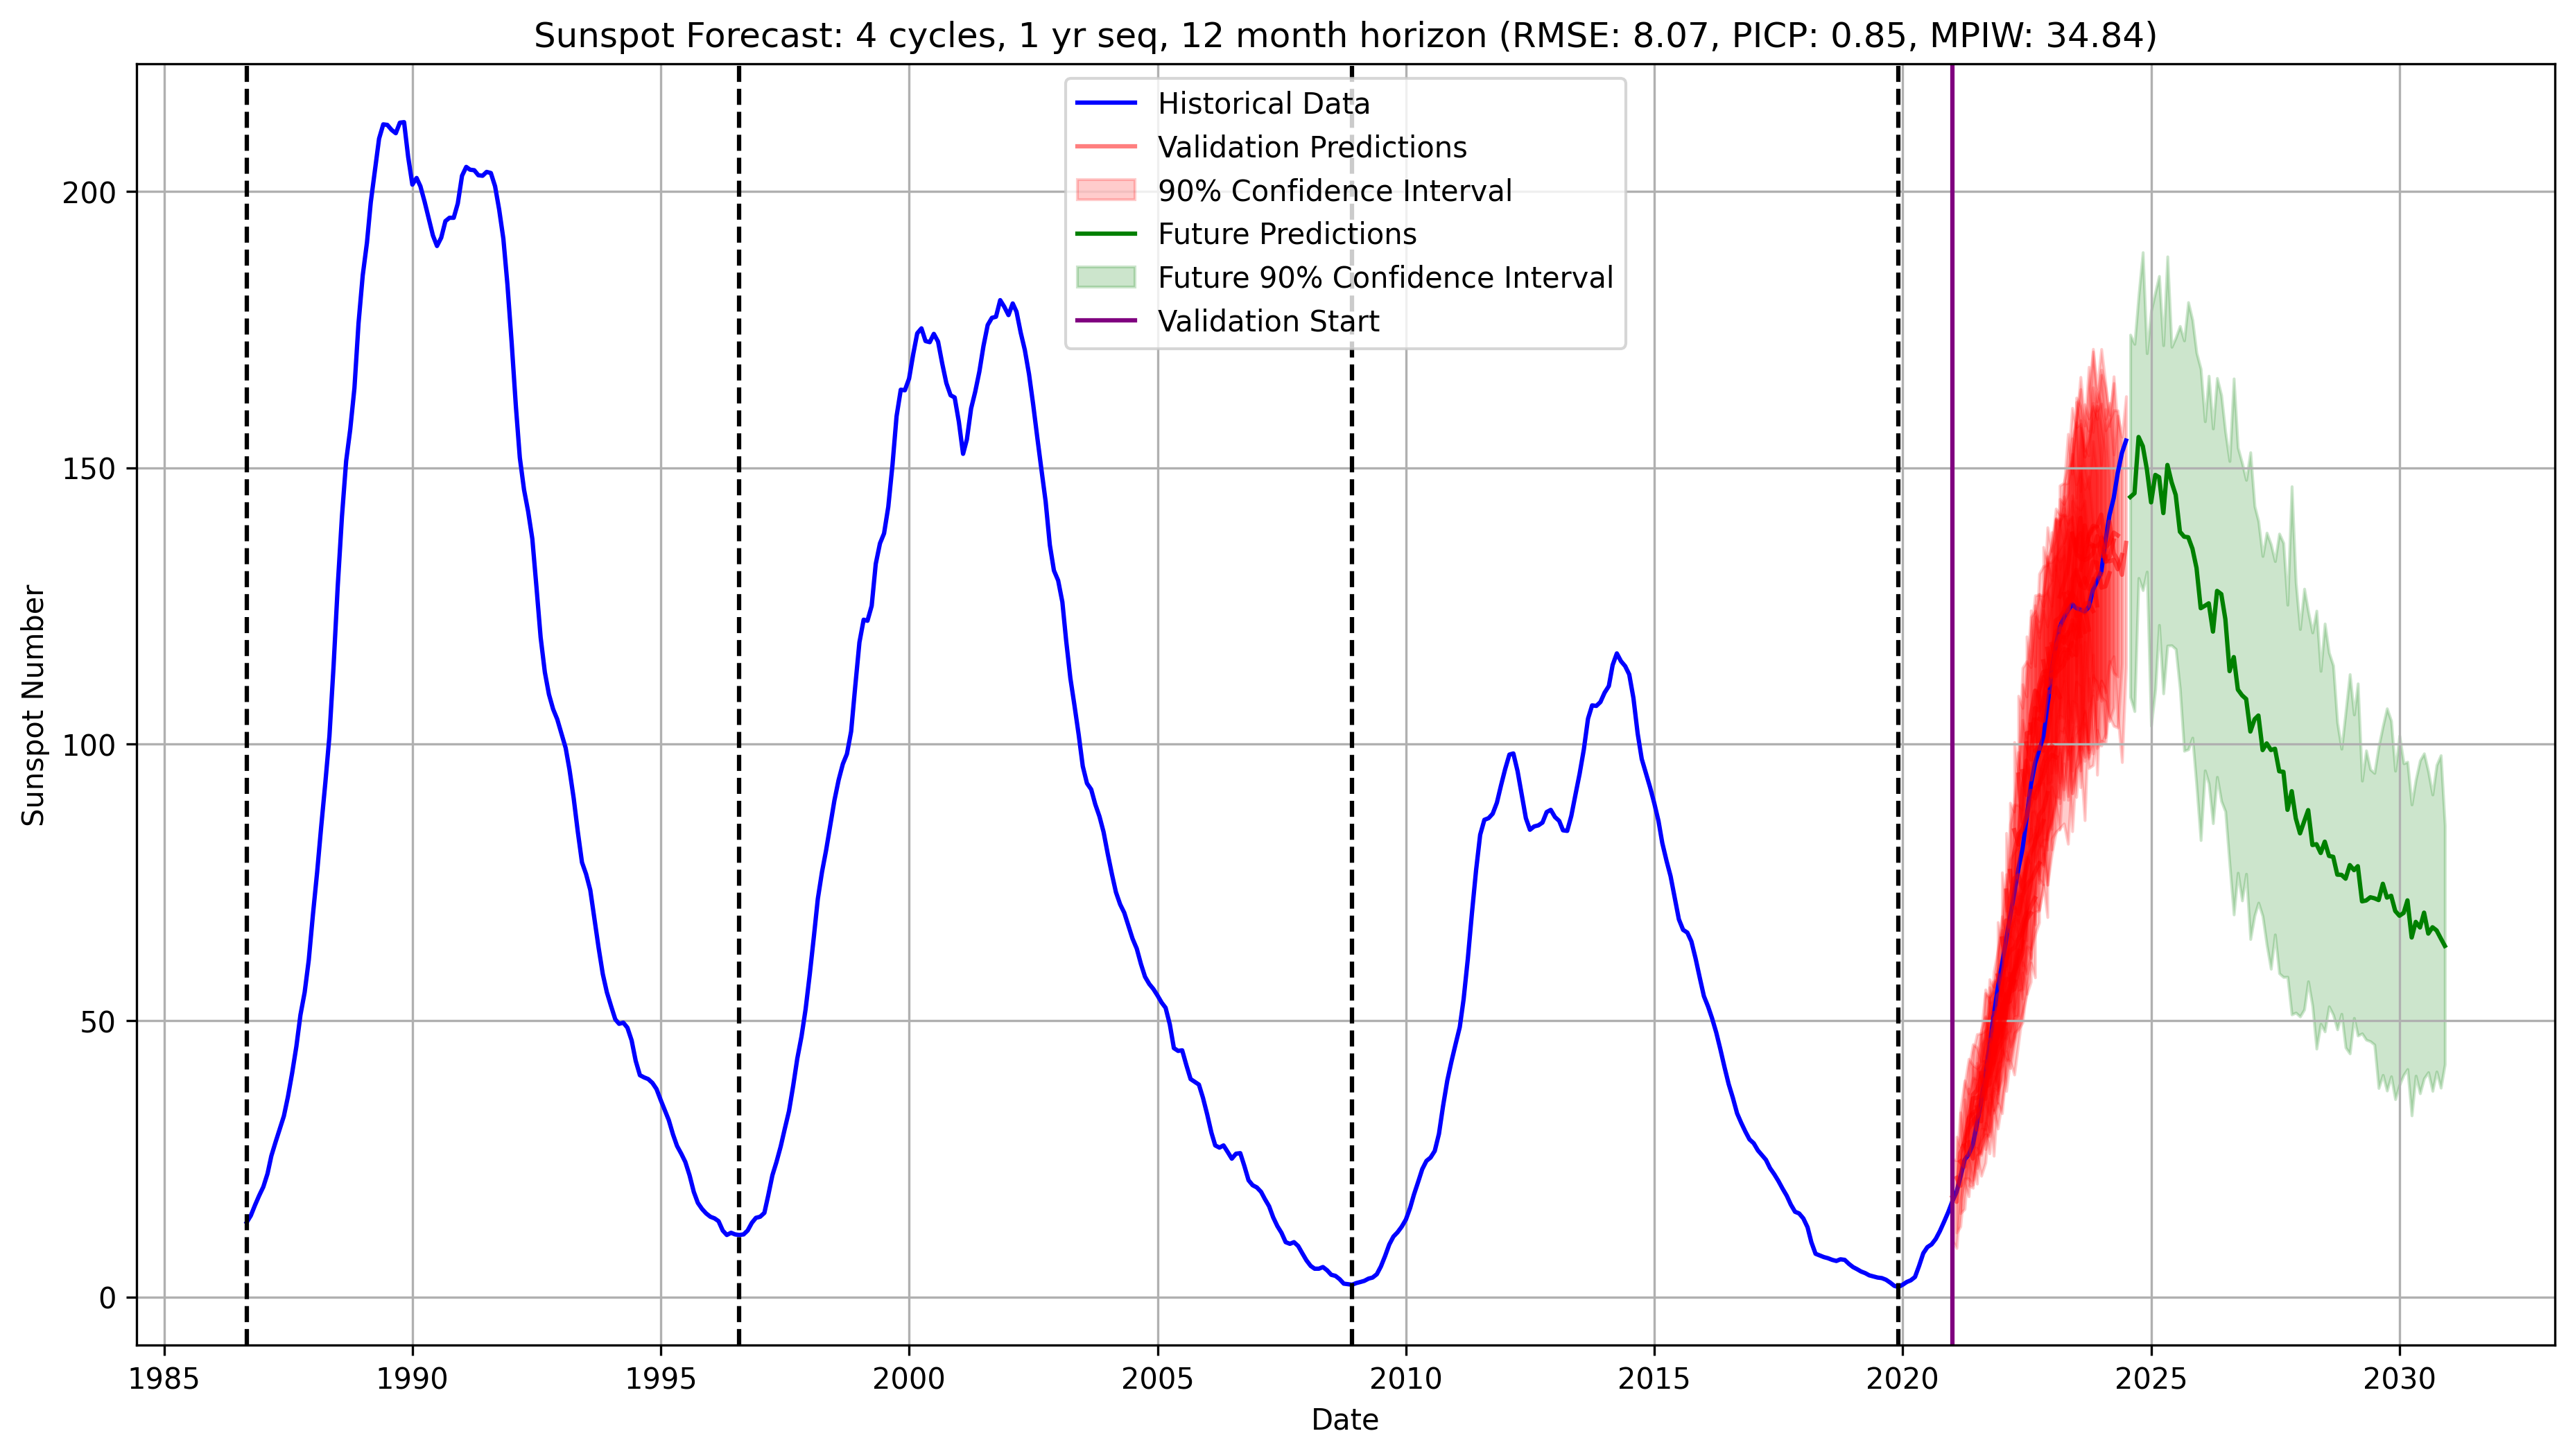 Sunspot Forecast: 4 cycles, 1 yr seq, 12 month horizon (RMSE: 8.07, PICP: 0.85, MPIW: 34.84)
Historical Data
Validation Predictions
90% Confidence Interval
Future Predictions
Future 90% Confidence Interval
Validation Start
Sunspot Number
200
150
100
50
0
1985 1990 1995 2000 2005 2010 2015 2020 2025 2030
Date